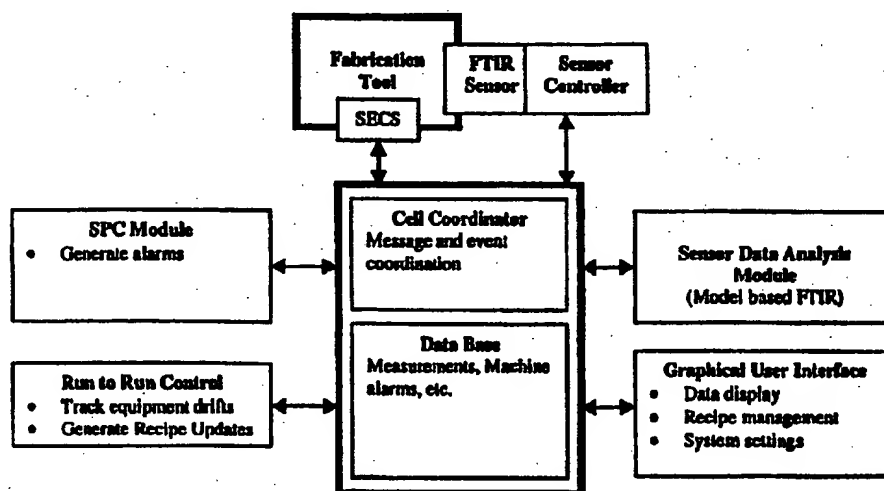 Fabrication
Tool
SECS
FTIR
Sensor
Sensor
Controller
SPC Module
• Generate alarms
Cell Coordinator
Message and event
coordination
Sensor Data Analysis
Module
(Model based FTIR)
Run to Run Control
• Track equipment drifts
• Generate Recipe Updates
Data Base
Measurements, Machine
alarms, etc.
Graphical User Interface
• Data display
• Recipe management
• System settings